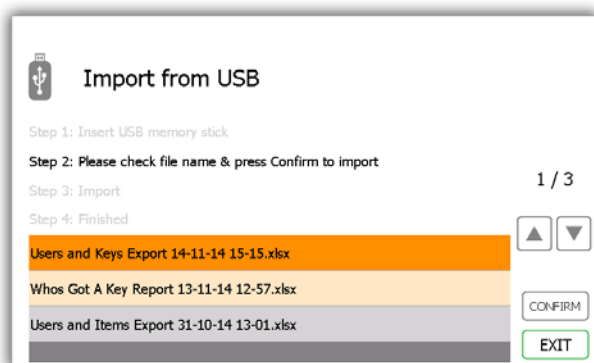 Import from USB
Step 1: Insert USB memory stick
Step 2: Please check file name & press Confirm to import
Step 3: Import
Step 4: Finished
1 / 3
Users and Keys Export 14-11-14 15-15.xlsx
Whos Got A Key Report 13-11-14 12-57.xlsx
Users and Items Export 31-10-14 13-01.xlsx
CONFIRM
EXIT